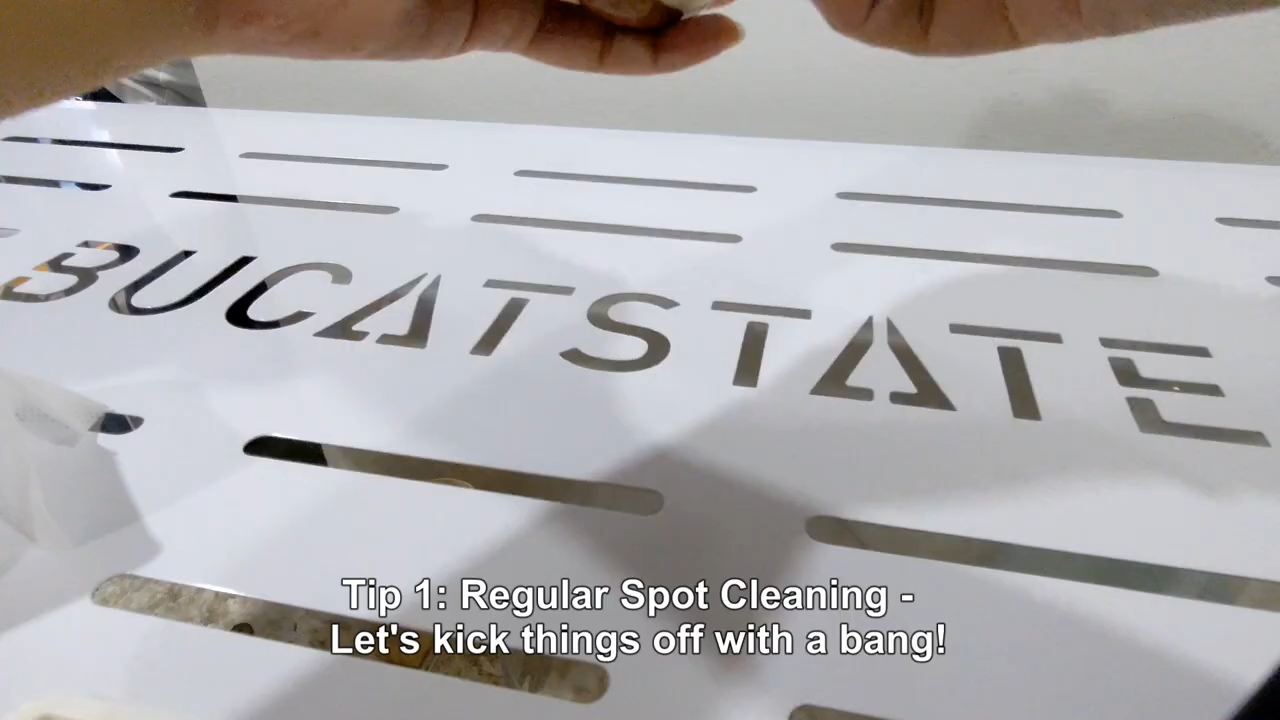 BUCATSTATE
Tip 1: Regular Spot Cleaning -
Let's kick things off with a bang!